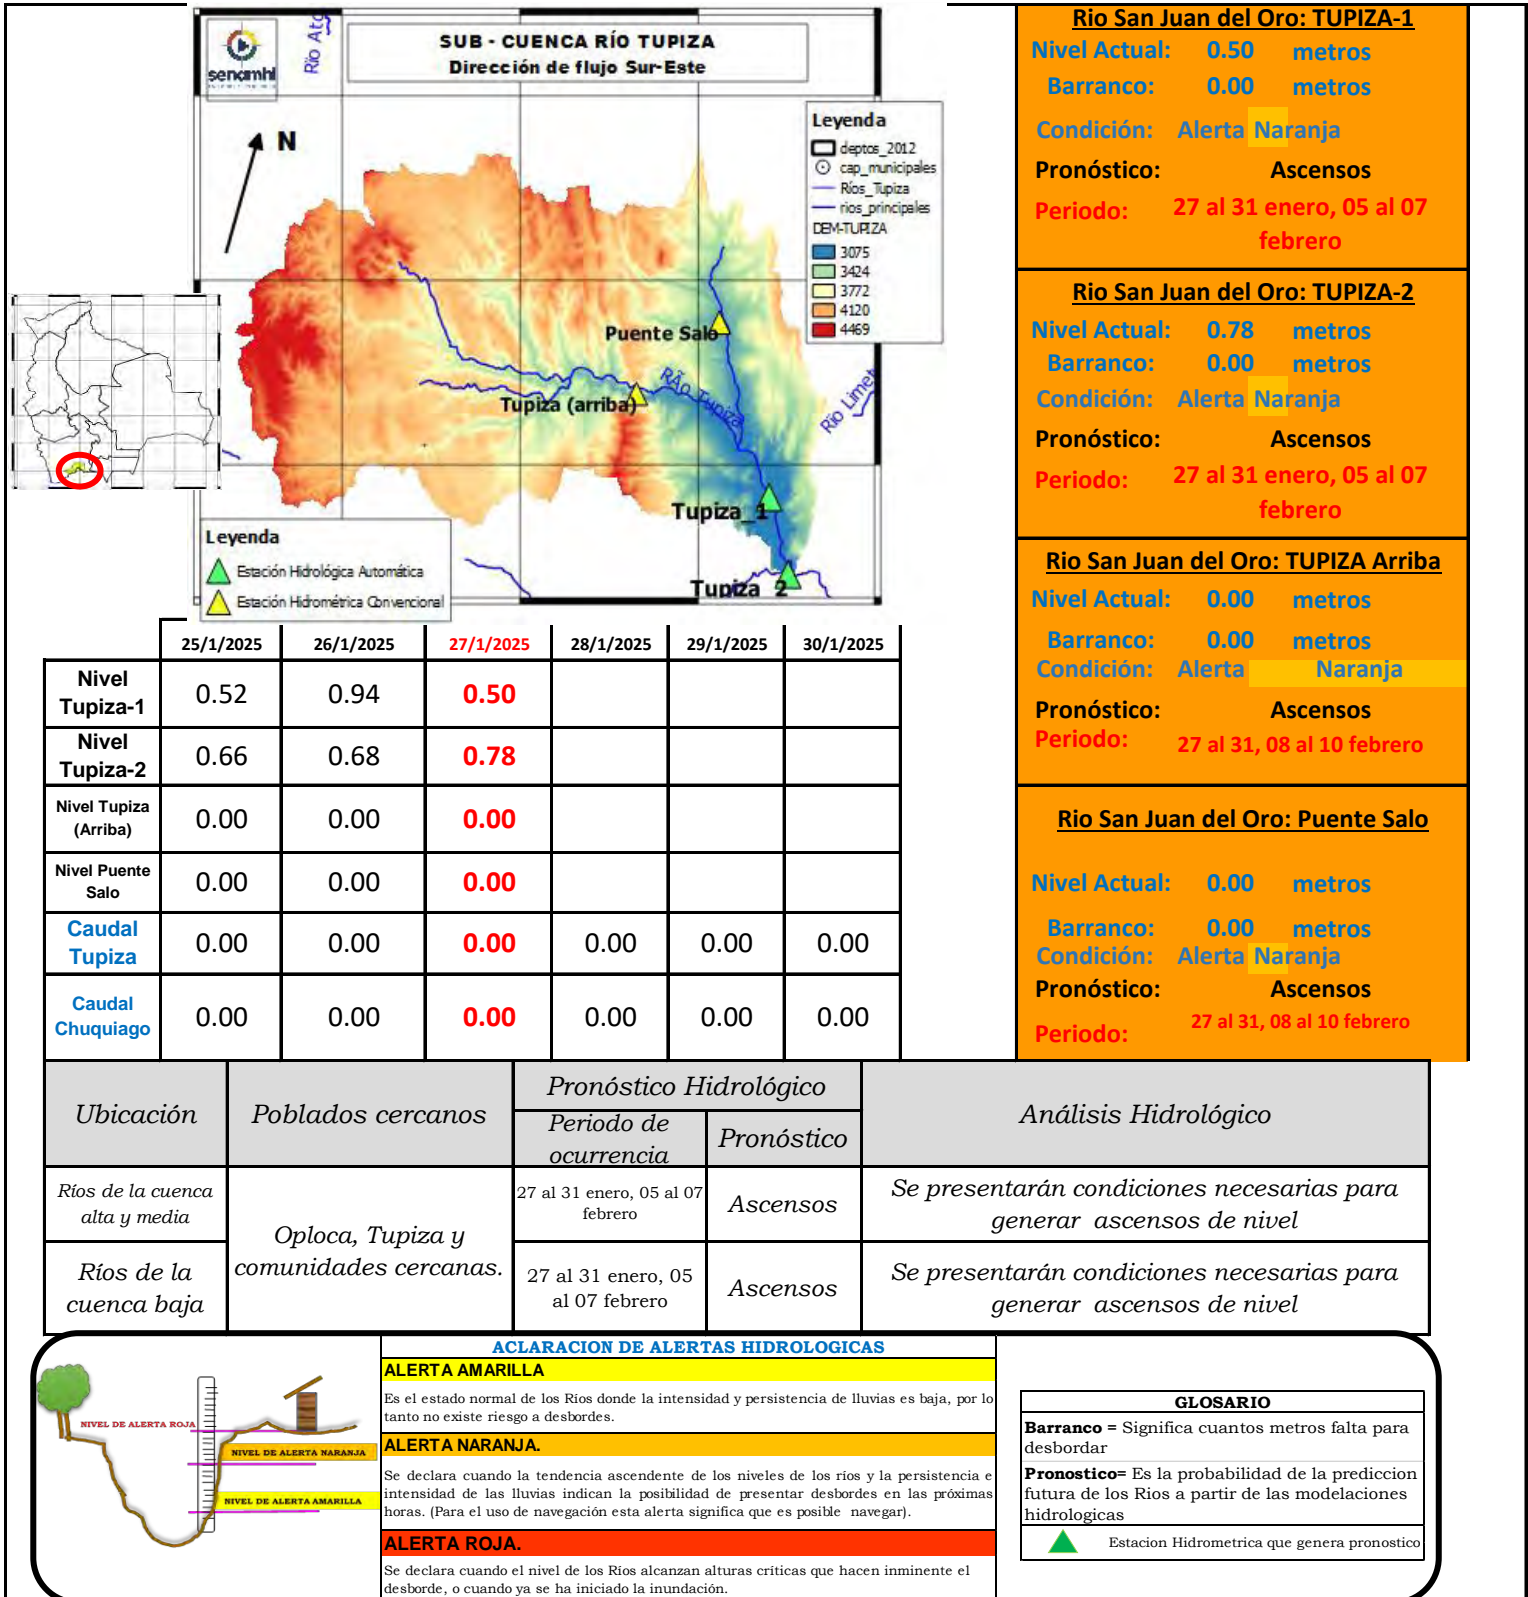 senamhi
Río Ato
SUB - CUENCA RÍO TUPIZA
Dirección de flujo Sur-Este
N
Leyenda
deptos_2012
cap_municipales
Ríos_Tupiza
rios_principales
DEM-TUPIZA
3075
3424
3772
4120
4469
Puente Salo
RÃo Tupiza
Tupiza (arriba)
Río Limet
Tupiza_1
Tupiza_2
Leyenda
Estación Hidrológica Automática
Estación Hidrométrica Convencional
Rio San Juan del Oro: TUPIZA-1
Nivel Actual: 0.50 metros
Barranco: 0.00 metros
Condición: Alerta Naranja
Pronóstico: Ascensos
Periodo: 27 al 31 enero, 05 al 07
febrero
Rio San Juan del Oro: TUPIZA-2
Nivel Actual: 0.78 metros
Barranco: 0.00 metros
Condición: Alerta Naranja
Pronóstico: Ascensos
Periodo: 27 al 31 enero, 05 al 07
febrero
Rio San Juan del Oro: TUPIZA Arriba
Nivel Actual: 0.00 metros
Barranco: 0.00 metros
Condición: Alerta Naranja
Pronóstico: Ascensos
Periodo: 27 al 31, 08 al 10 febrero
Rio San Juan del Oro: Puente Salo
Nivel Actual: 0.00 metros
Barranco: 0.00 metros
Condición: Alerta Naranja
Pronóstico: Ascensos
Periodo: 27 al 31, 08 al 10 febrero
25/1/2025 26/1/2025 27/1/2025 28/1/2025 29/1/2025 30/1/2025
Nivel
Tupiza-1 0.52 0.94 0.50
Nivel
Tupiza-2 0.66 0.68 0.78
Nivel Tupiza
(Arriba) 0.00 0.00 0.00
Nivel Puente
Salo 0.00 0.00 0.00
Caudal
Tupiza 0.00 0.00 0.00 0.00 0.00 0.00
Caudal
Chuquiago 0.00 0.00 0.00 0.00 0.00 0.00
Ubicación Poblados cercanos Pronóstico Hidrológico Análisis Hidrológico
Periodo de
ocurrencia Pronóstico
Ríos de la cuenca
alta y media
Oploca, Tupiza y
comunidades cercanas.
27 al 31 enero, 05 al 07
febrero
Ascensos
Se presentarán condiciones necesarias para
generar ascensos de nivel
Ríos de la
cuenca baja
27 al 31 enero, 05
al 07 febrero
Ascensos
Se presentarán condiciones necesarias para
generar ascensos de nivel
NIVEL DE ALERTA ROJA
NIVEL DE ALERTA NARANJA
NIVEL DE ALERTA AMARILLA
ACLARACION DE ALERTAS HIDROLOGICAS
ALERTA AMARILLA
Es el estado normal de los Ríos donde la intensidad y persistencia de lluvias es baja, por lo
tanto no existe riesgo a desbordes.
ALERTA NARANJA.
Se declara cuando la tendencia ascendente de los niveles de los ríos y la persistencia e
intensidad de las lluvias indican la posibilidad de presentar desbordes en las próximas
horas. (Para el uso de navegación esta alerta significa que es posible navegar).
ALERTA ROJA.
Se declara cuando el nivel de los Ríos alcanzan alturas críticas que hacen inminente el
desborde, o cuando ya se ha iniciado la inundación.
GLOSARIO
Barranco = Significa cuantos metros falta para
desbordar
Pronostico= Es la probabilidad de la prediccion
futura de los Rios a partir de las modelaciones
hidrologicas
Estacion Hidrometrica que genera pronostico